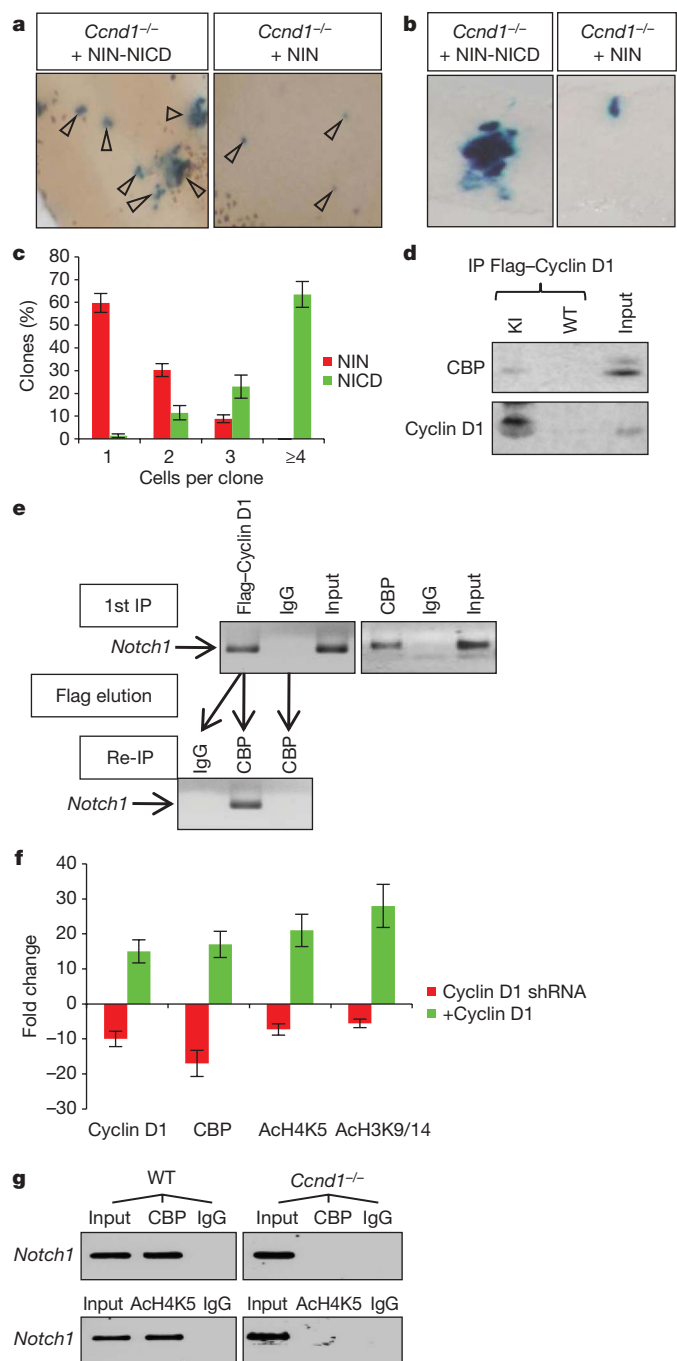 a
Ccnd1–/–
+ NIN-NICD
Ccnd1–/–
+ NIN
b
Ccnd1–/–
+ NIN-NICD
Ccnd1–/–
+ NIN
c
Clones (%)
80
70
60
50
40
30
20
10
0
1
2
3
≥4
Cells per clone
NIN
NICD
d
IP Flag–Cyclin D1
KI
WT
Input
CBP
Cyclin D1
e
Flag–Cyclin D1
IgG
Input
CBP
IgG
Input
1st IP
Notch1
Flag elution
Re-IP
IgG
CBP
CBP
Notch1
f
Fold change
40
30
20
10
0
–10
–20
–30
Cyclin D1
CBP
AcH4K5
AcH3K9/14
Cyclin D1 shRNA
+Cyclin D1
g
WT
Ccnd1–/–
Input CBP IgG
Input CBP IgG
Notch1
Input AcH4K5 IgG
Input AcH4K5 IgG
Notch1